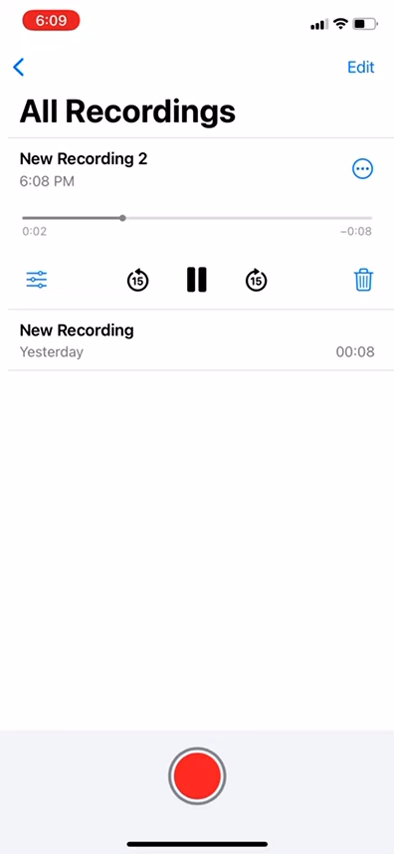 6:09
Edit
All Recordings
New Recording 2
6:08 PM
0:02 −0:08
15 15
New Recording
Yesterday 00:08